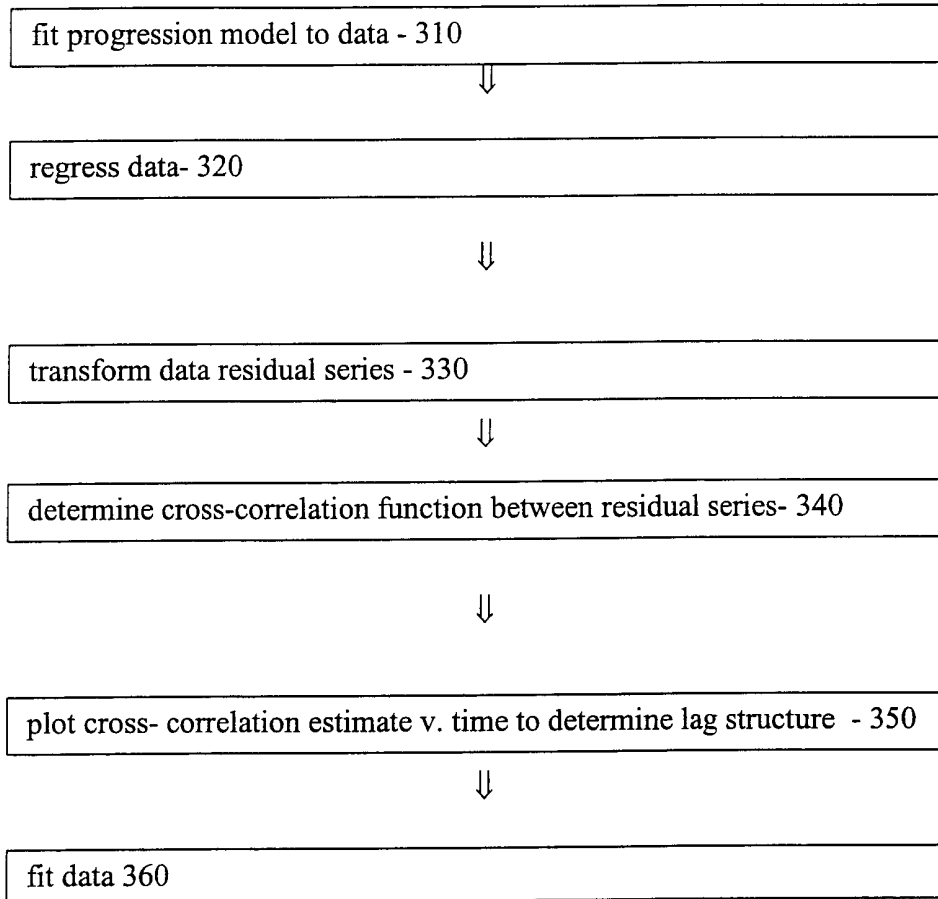 fit progression model to data - 310
⇓
regress data- 320
⇓
transform data residual series - 330
⇓
determine cross-correlation function between residual series- 340
⇓
plot cross- correlation estimate v. time to determine lag structure - 350
⇓
fit data 360